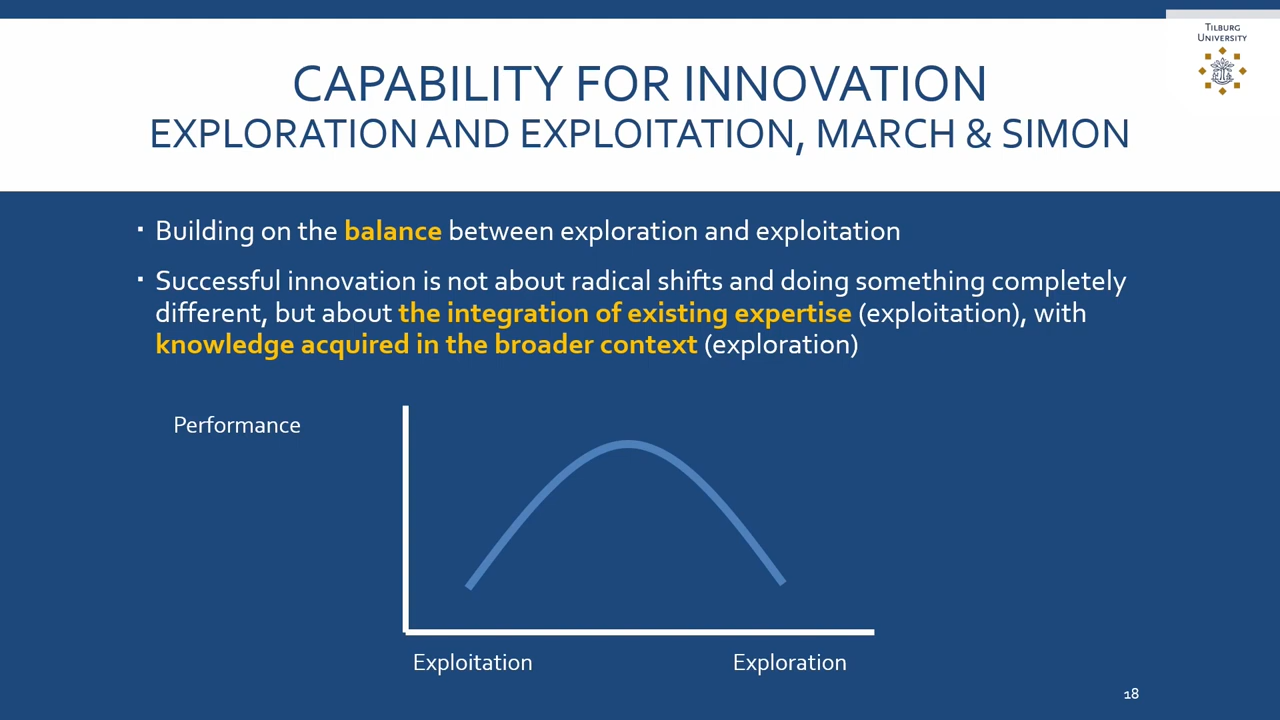 TILBURG
UNIVERSITY
CAPABILITY FOR INNOVATION
EXPLORATION AND EXPLOITATION, MARCH & SIMON
▪ Building on the balance between exploration and exploitation
▪ Successful innovation is not about radical shifts and doing something completely
different, but about the integration of existing expertise (exploitation), with
knowledge acquired in the broader context (exploration)
Performance
Exploitation
Exploration
18